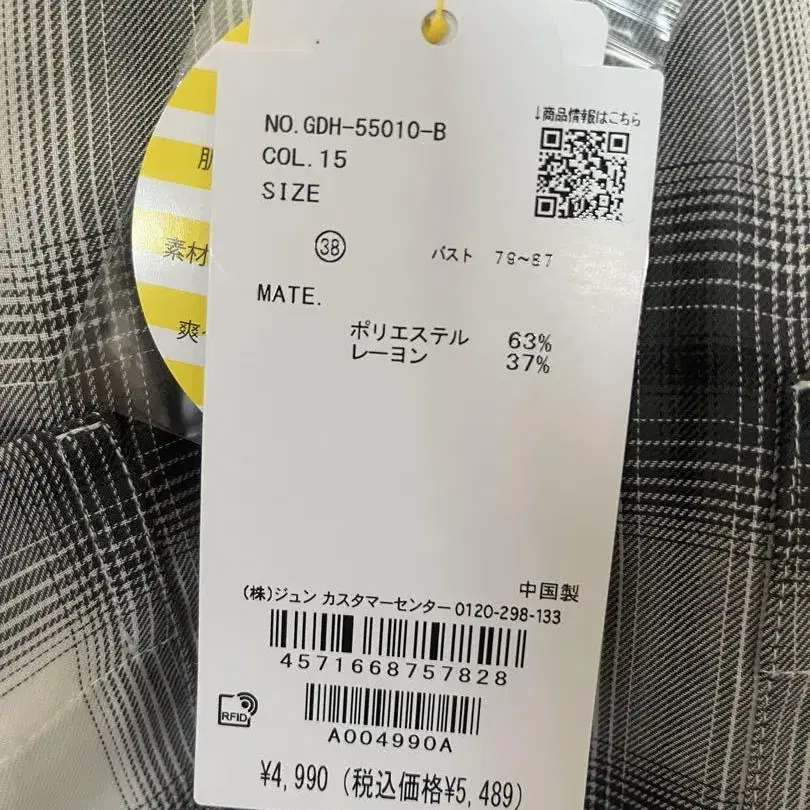 ↓商品情報はこちら
NO.GDH-55010-B
COL.15
SIZE
38
バスト 79~87
MATE.
ポリエステル 63%
レーヨン 37%
素材
爽
中国製
(株)ジュン カスタマーセンター 0120-298-133
4571668757828
RFID
A004990A
¥4,990 (税込価格¥5,489)